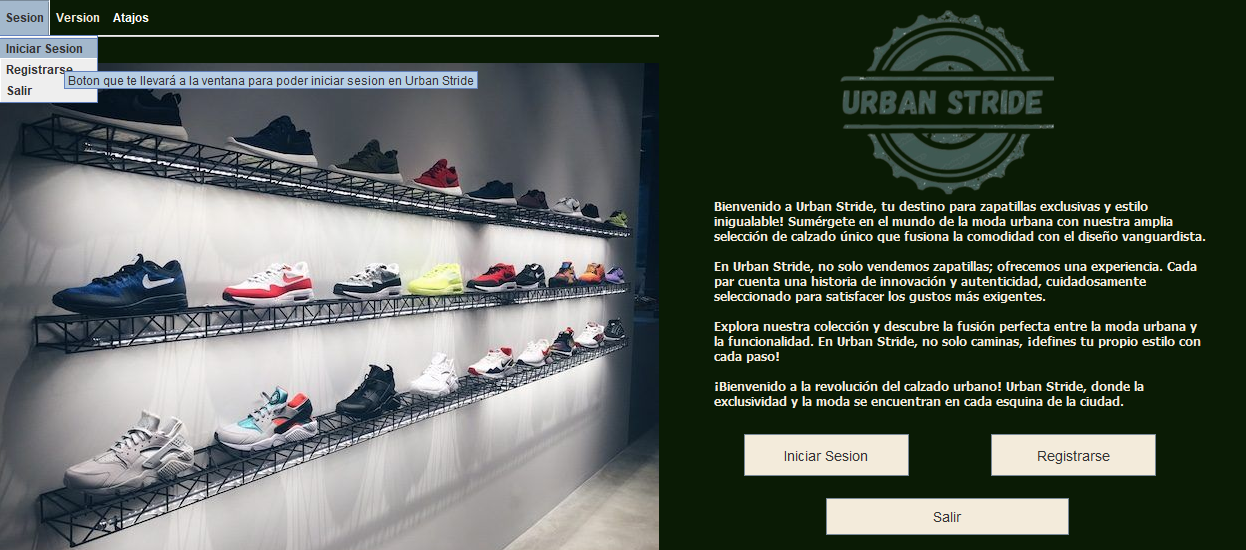 Sesion Version Atajos
Iniciar Sesion
Registrarse
Boton que te llevará a la ventana para poder iniciar sesion en Urban Stride
Salir
URBAN STRIDE
Bienvenido a Urban Stride, tu destino para zapatillas exclusivas y estilo
inigualable! Sumérgete en el mundo de la moda urbana con nuestra amplia
selección de calzado único que fusiona la comodidad con el diseño vanguardista.
En Urban Stride, no solo vendemos zapatillas; ofrecemos una experiencia. Cada
par cuenta una historia de innovación y autenticidad, cuidadosamente
seleccionado para satisfacer los gustos más exigentes.
Explora nuestra colección y descubre la fusión perfecta entre la moda urbana y
la funcionalidad. En Urban Stride, no solo caminas, ¡defines tu propio estilo con
cada paso!
¡Bienvenido a la revolución del calzado urbano! Urban Stride, donde la
exclusividad y la moda se encuentran en cada esquina de la ciudad.
Iniciar Sesion
Registrarse
Salir